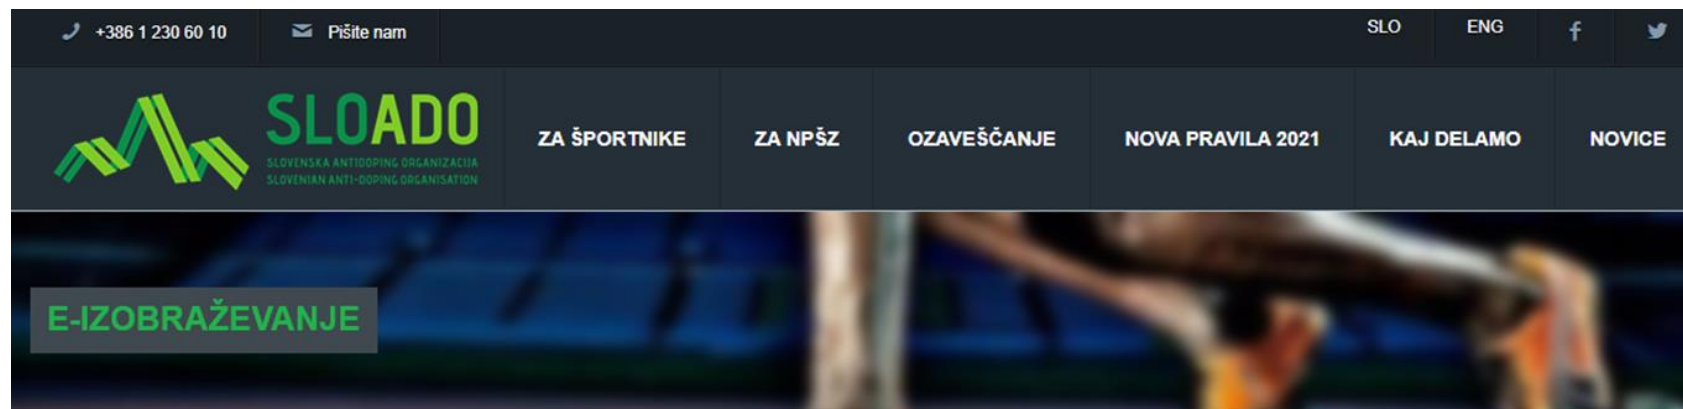 +386 1 230 60 10
Pišite nam
SLO
ENG
SLOADO
SLOVENSKA ANTIDOPING ORGANIZACIJA
SLOVENIAN ANTI-DOPING ORGANISATION
ZA ŠPORTNIKE
ZA NPŠZ
OZAVEŠČANJE
NOVA PRAVILA 2021
KAJ DELAMO
NOVICE
E-IZOBRAŽEVANJE